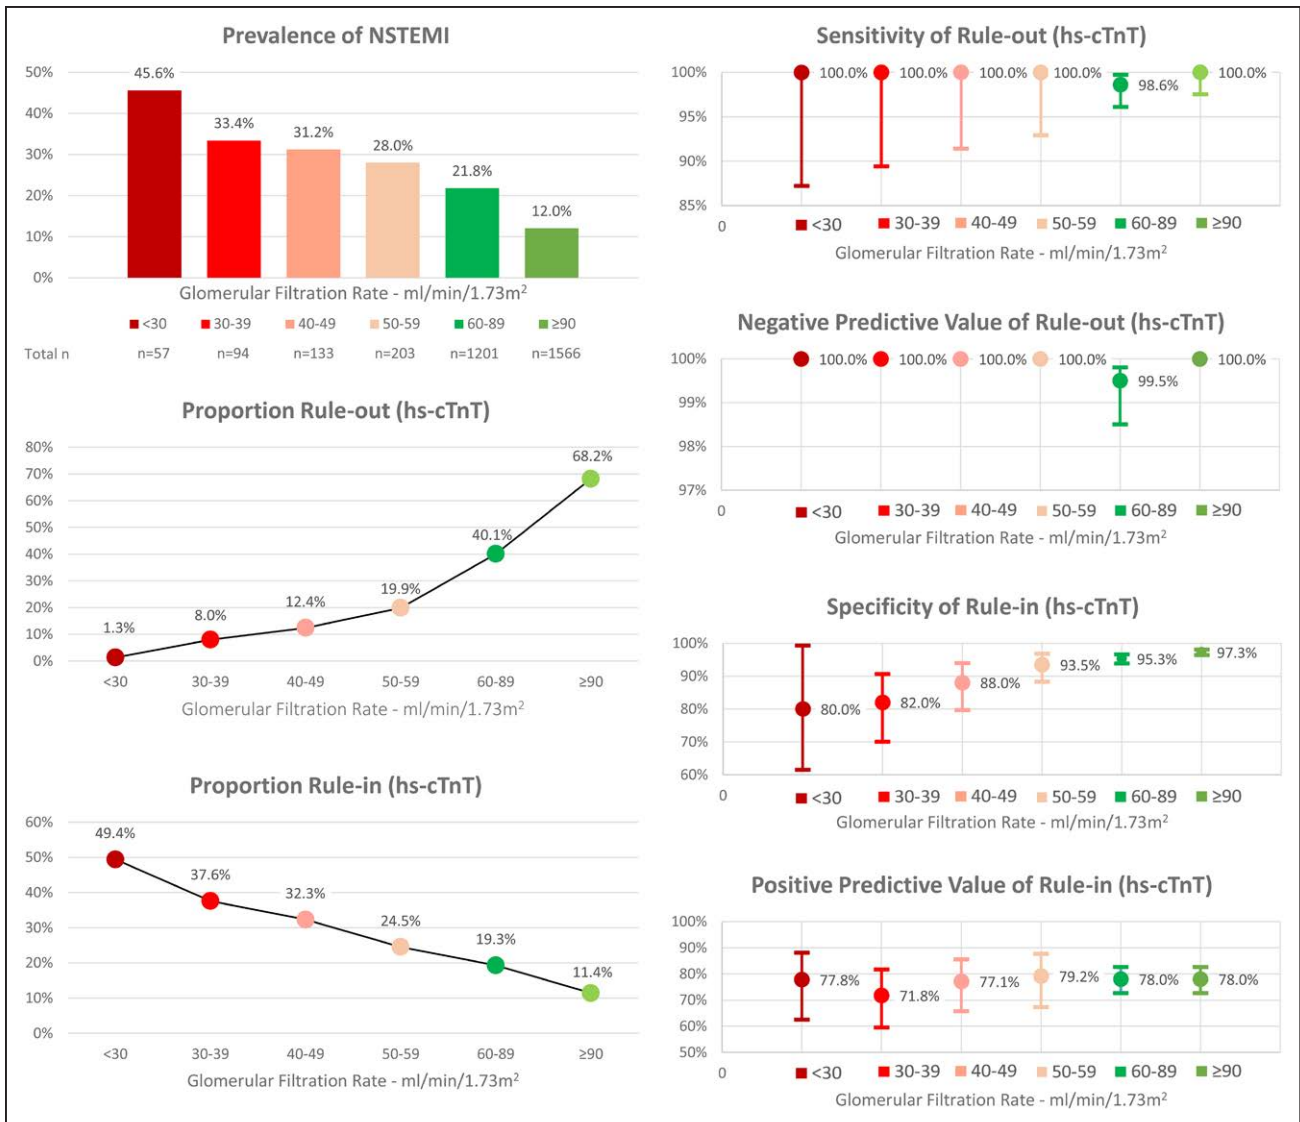 Prevalence of NSTEMI
50%
40%
30%
20%
10%
0%
45.6%
33.4%
31.2%
28.0%
21.8%
12.0%
Glomerular Filtration Rate - ml/min/1.73m²
<30 30-39 40-49 50-59 60-89 ≥90
Total n n=57 n=94 n=133 n=203 n=1201 n=1566
Proportion Rule-out (hs-cTnT)
80%
70%
60%
50%
40%
30%
20%
10%
0%
1.3%
8.0%
12.4%
19.9%
40.1%
68.2%
<30 30-39 40-49 50-59 60-89 ≥90
Glomerular Filtration Rate - ml/min/1.73m²
Proportion Rule-in (hs-cTnT)
60%
50%
40%
30%
20%
10%
0%
49.4%
37.6%
32.3%
24.5%
19.3%
11.4%
<30 30-39 40-49 50-59 60-89 ≥90
Glomerular Filtration Rate - ml/min/1.73m²
Sensitivity of Rule-out (hs-cTnT)
100%
95%
90%
85%
100.0% 100.0% 100.0% 100.0% 98.6% 100.0%
0 <30 30-39 40-49 50-59 60-89 ≥90
Glomerular Filtration Rate - ml/min/1.73m²
Negative Predictive Value of Rule-out (hs-cTnT)
100%
99%
98%
97%
100.0% 100.0% 100.0% 100.0% 99.5% 100.0%
0 <30 30-39 40-49 50-59 60-89 ≥90
Glomerular Filtration Rate - ml/min/1.73m²
Specificity of Rule-in (hs-cTnT)
100%
90%
80%
70%
60%
80.0% 82.0% 88.0% 93.5% 95.3% 97.3%
0 <30 30-39 40-49 50-59 60-89 ≥90
Glomerular Filtration Rate - ml/min/1.73m²
Positive Predictive Value of Rule-in (hs-cTnT)
100%
90%
80%
70%
60%
50%
77.8% 71.8% 77.1% 79.2% 78.0% 78.0%
0 <30 30-39 40-49 50-59 60-89 ≥90
Glomerular Filtration Rate - ml/min/1.73m²